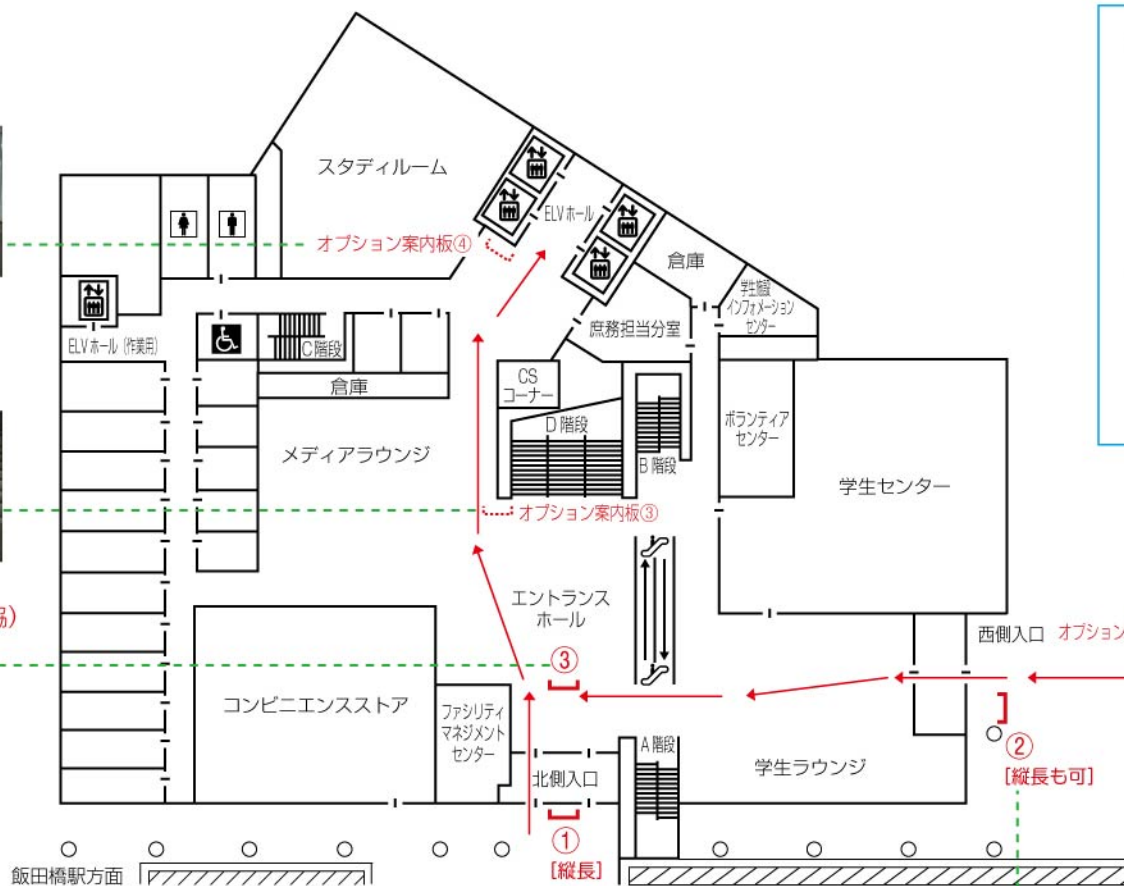 スタディルーム
ELVホール
オプション案内板④
倉庫
学生施設
インフォメーション
センター
庶務担当分室
ELVホール（作業用）
C階段
倉庫
CS
コーナー
D階段
B階段
ボランティア
センター
メディアラウンジ
学生センター
オプション案内板③
エントランス
ホール
協）
西側入口
オプション
③
コンビニエンスストア
ファシリティ
マネジメント
センター
A階段
学生ラウンジ
②
[縦長も可]
北側入口
①
[縦長]
飯田橋駅方面